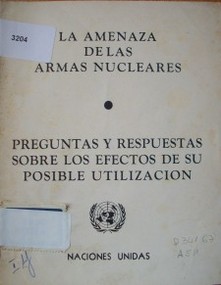 3204
LA AMENAZA
DE LAS
ARMAS NUCLEARES
PREGUNTAS Y RESPUESTAS
SOBRE LOS EFECTOS DE SU
POSIBLE UTILIZACION
NACIONES UNIDAS